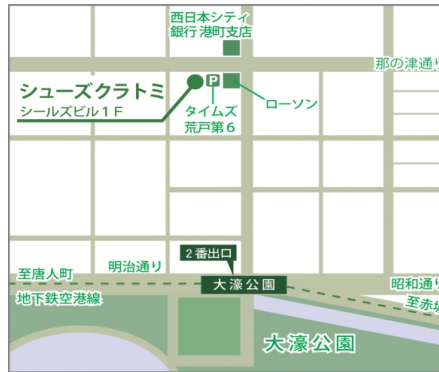 西日本シティ
銀行 港町支店
那の津通り
シューズ クラトミ
シールズビル1F
P
ローソン
タイムズ
荒戸第6
2番出口
明治通り
至唐人町
大濠公園
昭和通り
地下鉄空港線
至赤坂
大濠公園